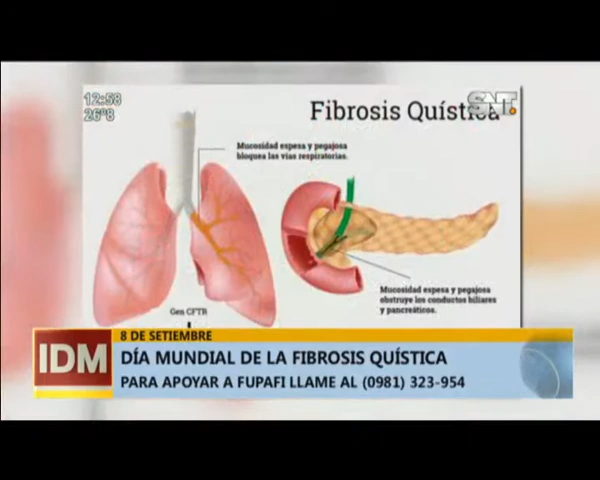 12:58
26º8
SNT.
Fibrosis Quística
Mucosidad espesa y pegajosa
bloquea las vías respiratorias.
Mucosidad espesa y pegajosa
obstruye los conductos biliares
y pancreáticos.
Gen CFTR
IDM
8 DE SETIEMBRE
DÍA MUNDIAL DE LA FIBROSIS QUÍSTICA
PARA APOYAR A FUPAFI LLAME AL (0981) 323-954